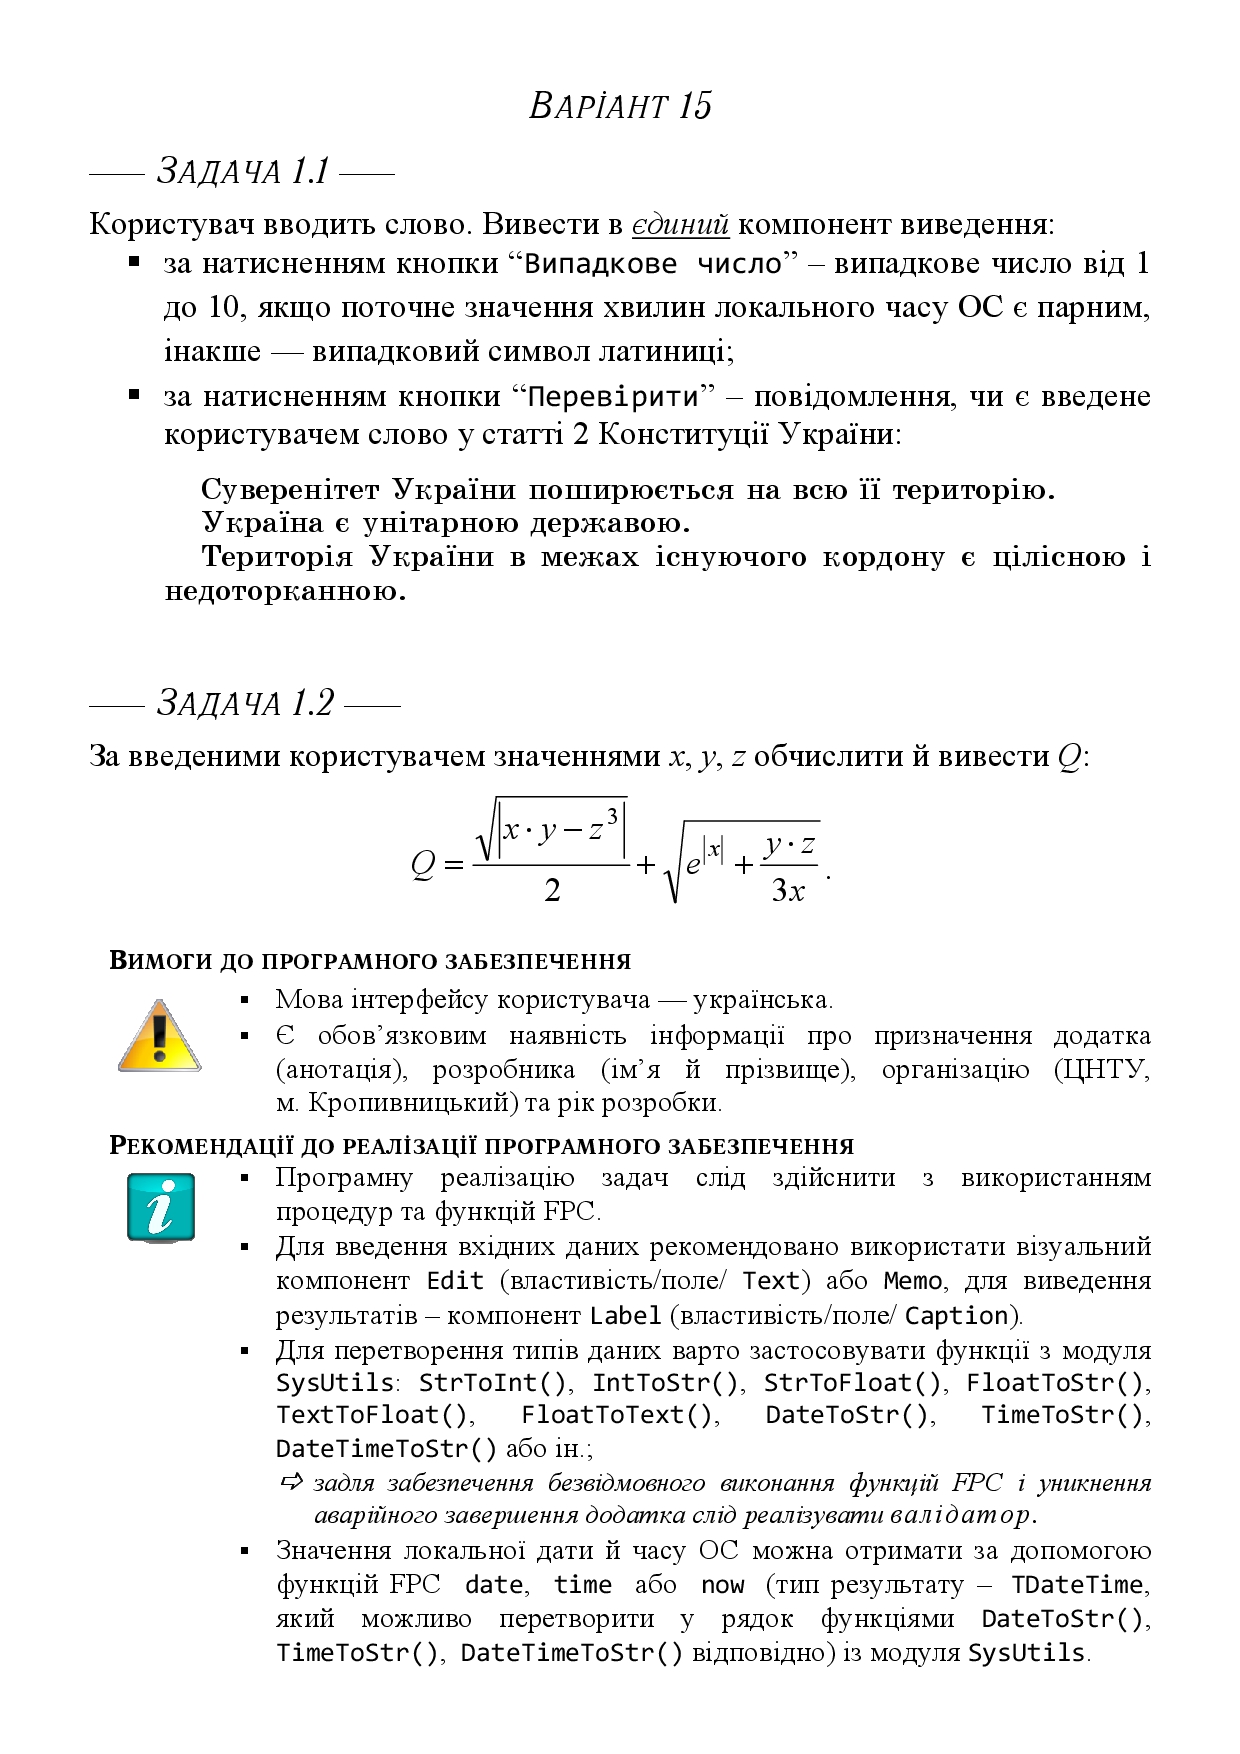 ВАРІАНТ 15
ЗАДАЧА 1.1
Користувач вводить слово. Вивести в єдиний компонент виведення:
▪ за натисненням кнопки “Випадкове число” – випадкове число від 1
до 10, якщо поточне значення хвилин локального часу ОС є парним,
інакше — випадковий символ латиниці;
▪ за натисненням кнопки “Перевірити” – повідомлення, чи є введене
користувачем слово у статті 2 Конституції України:
Суверенітет України поширюється на всю її територію.
Україна є унітарною державою.
Територія України в межах існуючого кордону є цілісною і
недоторканною.
ЗАДАЧА 1.2
За введеними користувачем значеннями x, y, z обчислити й вивести Q:
Q = √|x · y − z³| / 2 + √(e^|x| + (y · z) / 3x) .
ВИМОГИ ДО ПРОГРАМНОГО ЗАБЕЗПЕЧЕННЯ
▪ Мова інтерфейсу користувача — українська.
▪ Є обов’язковим наявність інформації про призначення додатка
(анотація), розробника (ім’я й прізвище), організацію (ЦНТУ,
м. Кропивницький) та рік розробки.
РЕКОМЕНДАЦІЇ ДО РЕАЛІЗАЦІЇ ПРОГРАМНОГО ЗАБЕЗПЕЧЕННЯ
▪ Програмну реалізацію задач слід здійснити з використанням
процедур та функцій FPC.
▪ Для введення вхідних даних рекомендовано використати візуальний
компонент Edit (властивість/поле/ Text) або Memo, для виведення
результатів – компонент Label (властивість/поле/ Caption).
▪ Для перетворення типів даних варто застосовувати функції з модуля
SysUtils: StrToInt(), IntToStr(), StrToFloat(), FloatToStr(),
TextToFloat(), FloatToText(), DateToStr(), TimeToStr(),
DateTimeToStr() або ін.;
➩ задля забезпечення безвідмовного виконання функцій FPC і уникнення
аварійного завершення додатка слід реалізувати валідатор.
▪ Значення локальної дати й часу ОС можна отримати за допомогою
функцій FPC date, time або now (тип результату – TDateTime,
який можливо перетворити у рядок функціями DateToStr(),
TimeToStr(), DateTimeToStr() відповідно) із модуля SysUtils.